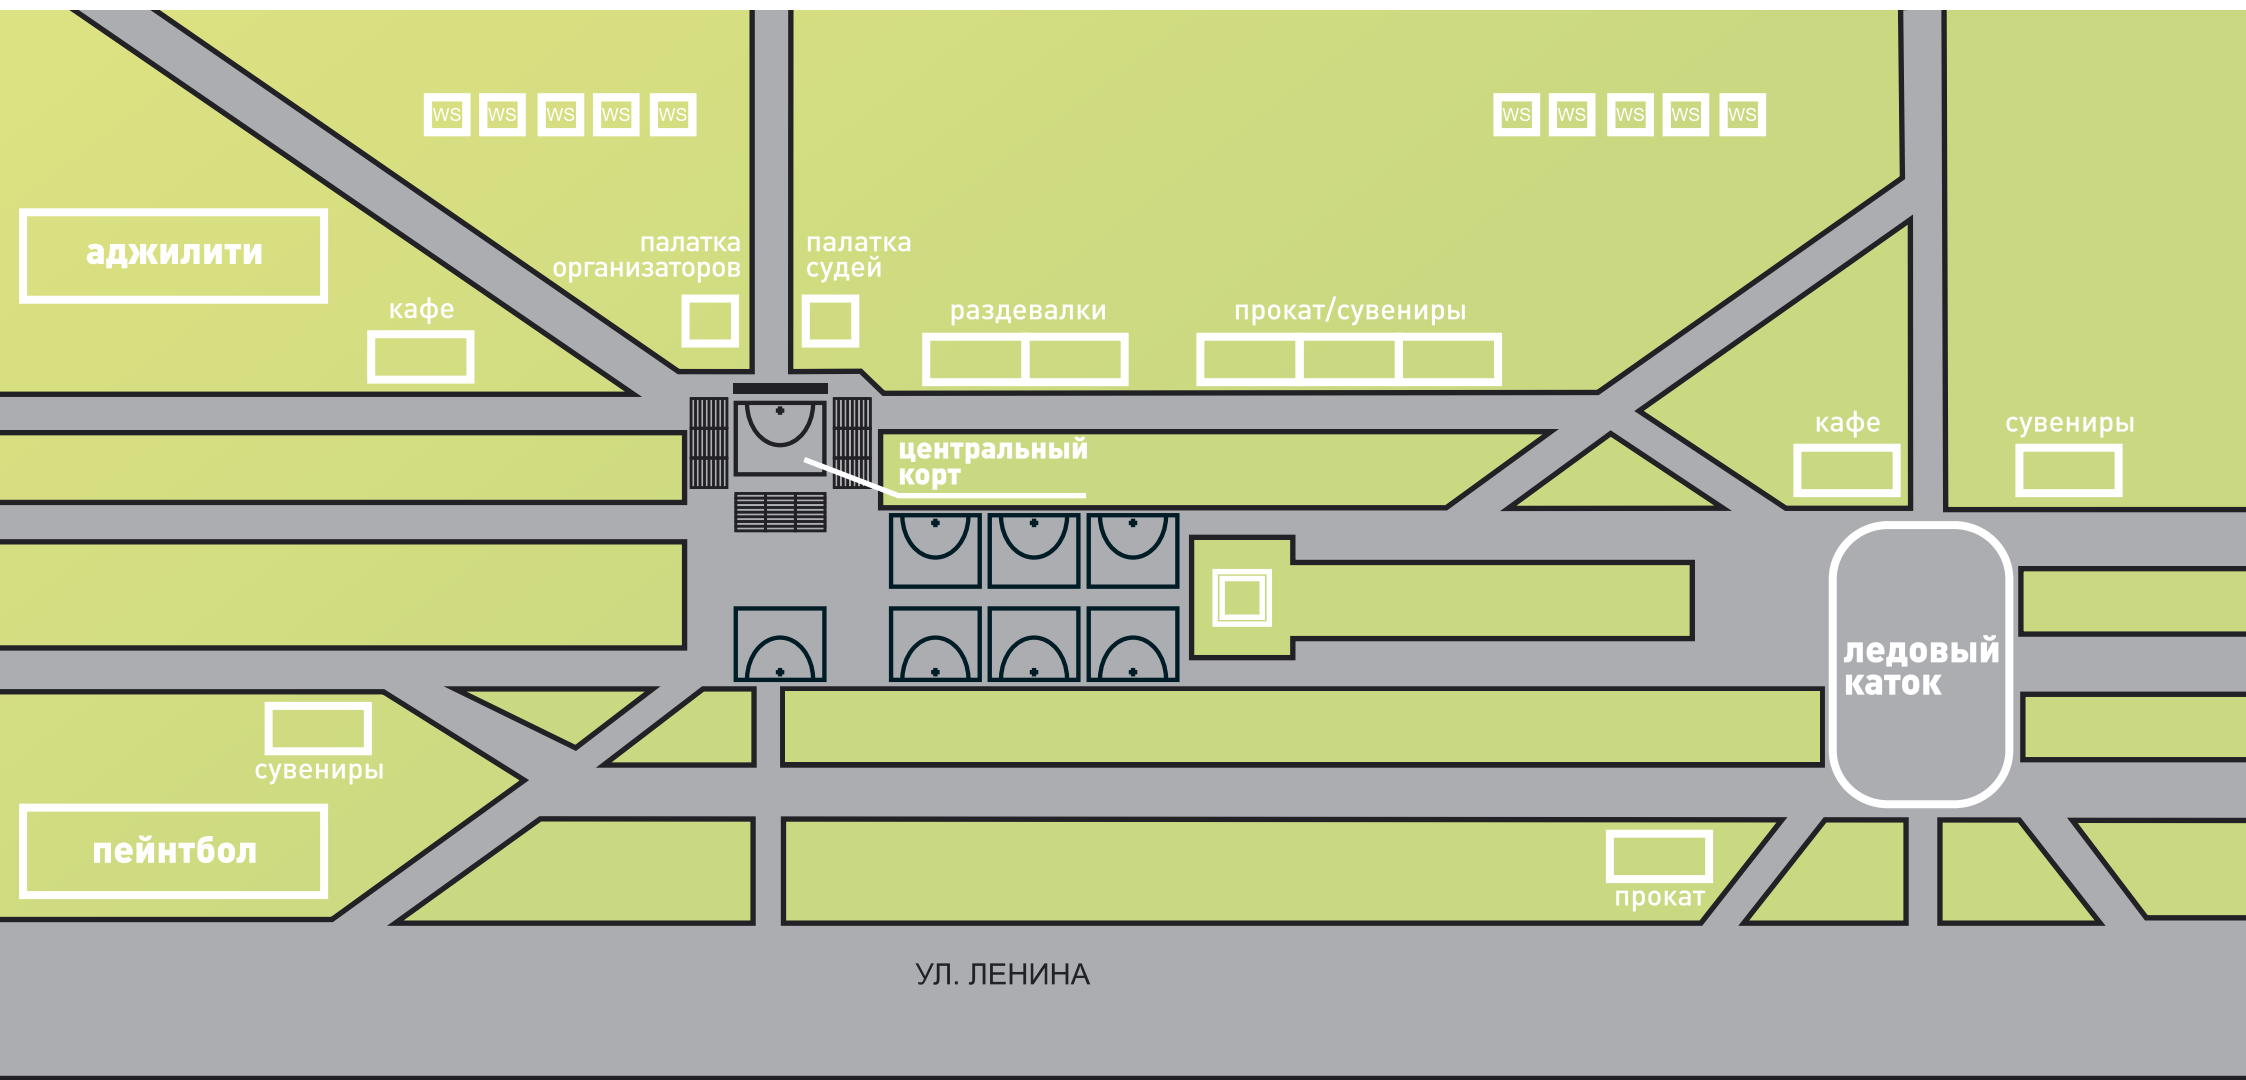 WS WS WS WS WS
WS WS WS WS WS
аджилити
палатка
организаторов
палатка
судей
кафе
раздевалки
прокат/сувениры
кафе
сувениры
центральный
корт
ледовый
каток
сувениры
пейнтбол
прокат
УЛ. ЛЕНИНА